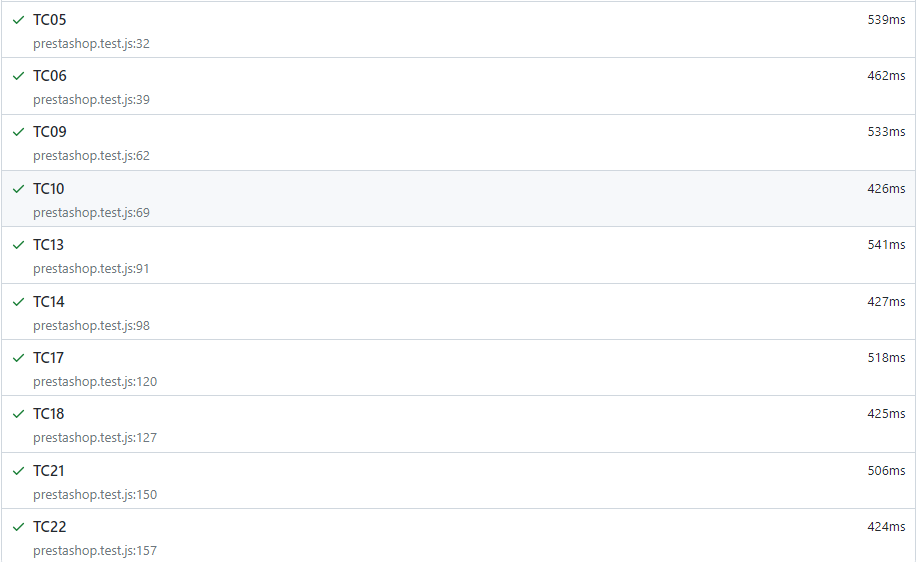 TC05 539ms
prestashop.test.js:32
TC06 462ms
prestashop.test.js:39
TC09 533ms
prestashop.test.js:62
TC10 426ms
prestashop.test.js:69
TC13 541ms
prestashop.test.js:91
TC14 427ms
prestashop.test.js:98
TC17 518ms
prestashop.test.js:120
TC18 425ms
prestashop.test.js:127
TC21 506ms
prestashop.test.js:150
TC22 424ms
prestashop.test.js:157